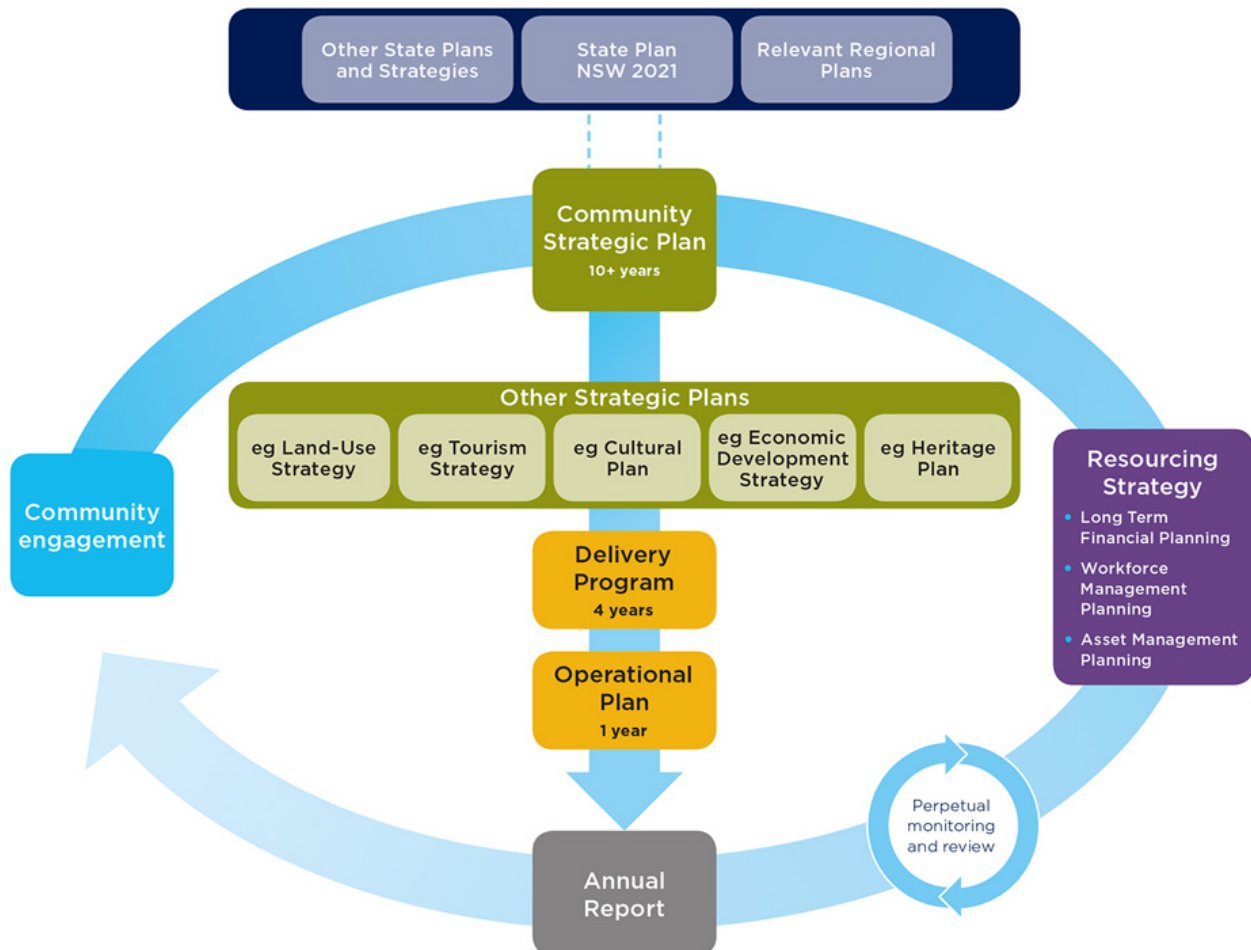 Other State Plans
and Strategies
State Plan
NSW 2021
Relevant Regional
Plans
Community
Strategic Plan
10+ years
Other Strategic Plans
eg Land-Use
Strategy
eg Tourism
Strategy
eg Cultural
Plan
eg Economic
Development
Strategy
eg Heritage
Plan
Community
engagement
Resourcing
Strategy
• Long Term
Financial Planning
• Workforce
Management
Planning
• Asset Management
Planning
Delivery
Program
4 years
Operational
Plan
1 year
Perpetual
monitoring
and review
Annual
Report